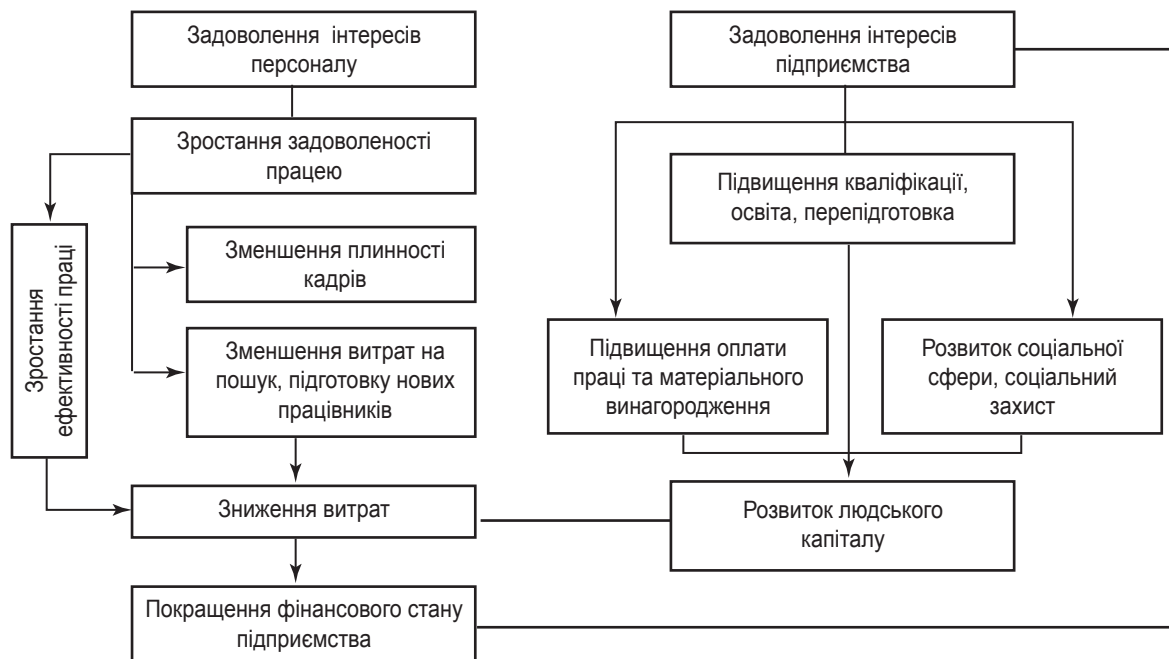 Задоволення інтересів
персоналу
Зростання задоволеності
працею
Зростання
ефективності праці
Зменшення плинності
кадрів
Зменшення витрат на
пошук, підготовку нових
працівників
Зниження витрат
Покращення фінансового стану
підприємства
Задоволення інтересів
підприємства
Підвищення кваліфікації,
освіта, перепідготовка
Підвищення оплати
праці та матеріального
винагородження
Розвиток соціальної
сфери, соціальний
захист
Розвиток людського
капіталу